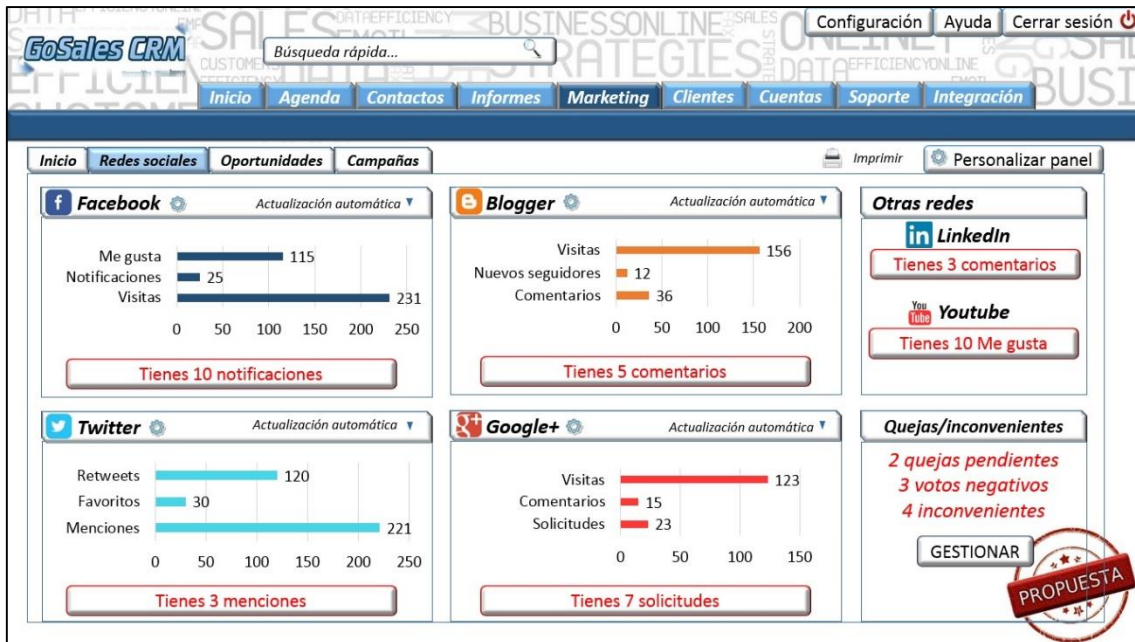 Configuración Ayuda Cerrar sesión
GoSales CRM
Búsqueda rápida...
Inicio Agenda Contactos Informes Marketing Clientes Cuentas Soporte Integración
Inicio Redes sociales Oportunidades Campañas
Imprimir Personalizar panel
Facebook Actualización automática
Me gusta 115
Notificaciones 25
Visitas 231
0 50 100 150 200 250
Tienes 10 notificaciones
Blogger Actualización automática
Visitas 156
Nuevos seguidores 12
Comentarios 36
0 50 100 150 200
Tienes 5 comentarios
Otras redes
in LinkedIn
Tienes 3 comentarios
You Tube Youtube
Tienes 10 Me gusta
Twitter Actualización automática
Retweets 120
Favoritos 30
Menciones 221
0 50 100 150 200 250
Tienes 3 menciones
Google+ Actualización automática
Visitas 123
Comentarios 15
Solicitudes 23
0 50 100 150
Tienes 7 solicitudes
Quejas/inconvenientes
2 quejas pendientes
3 votos negativos
4 inconvenientes
GESTIONAR
PROPUESTA